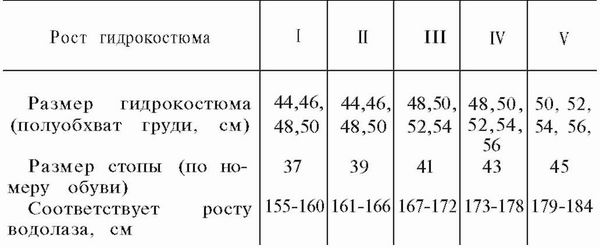 Рост гидрокостюма I II III IV V
Размер гидрокостюма 44,46, 44,46, 48,50, 48,50, 50, 52,
(полуобхват груди, см) 48,50 48,50 52,54 52,54, 54, 56,
56
Размер стопы (по но- 37 39 41 43 45
меру обуви)
Соответствует росту 155-160 161-166 167-172 173-178 179-184
водолаза, см